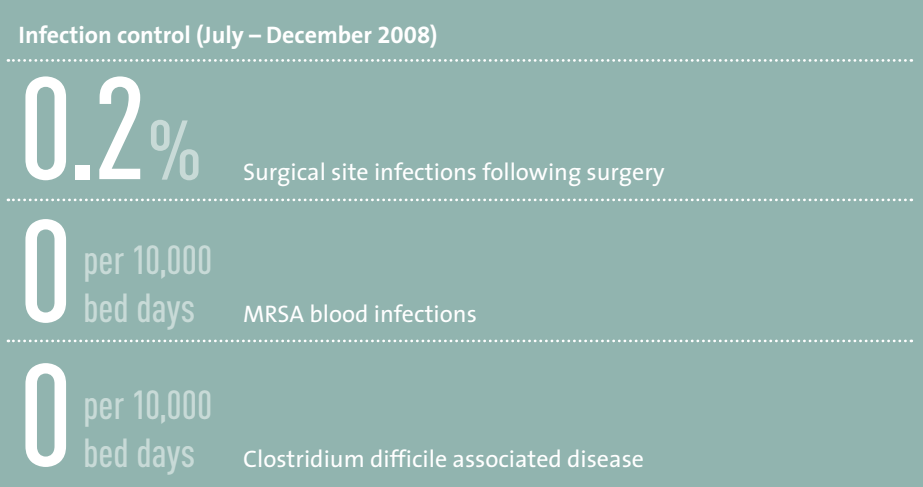 Infection control (July – December 2008)
0.2% Surgical site infections following surgery
0 per 10,000
bed days MRSA blood infections
0 per 10,000
bed days Clostridium difficile associated disease